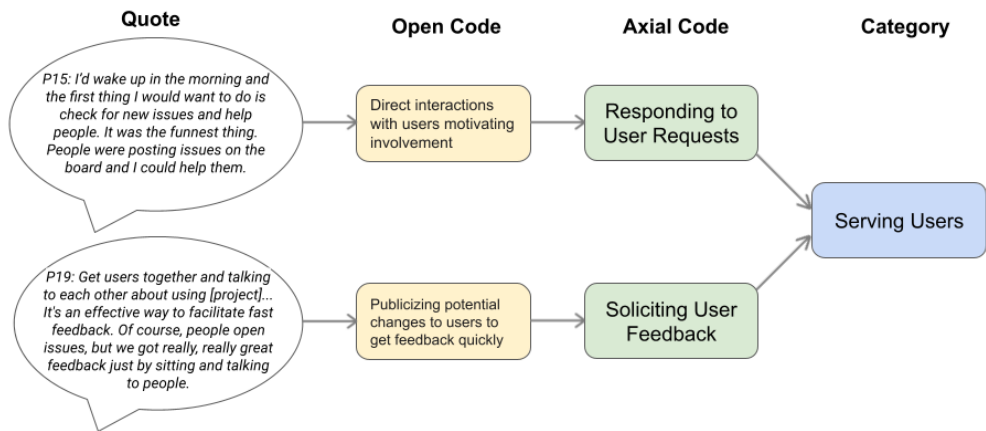 Quote
Open Code
Axial Code
Category
P15: I'd wake up in the morning and
the first thing I would want to do is
check for new issues and help
people. It was the funnest thing.
People were posting issues on the
board and I could help them.
Direct interactions
with users motivating
involvement
Responding to
User Requests
Serving Users
P19: Get users together and talking
to each other about using [project]...
It's an effective way to facilitate fast
feedback. Of course, people open
issues, but we got really, really great
feedback just by sitting and talking
to people.
Publicizing potential
changes to users to
get feedback quickly
Soliciting User
Feedback